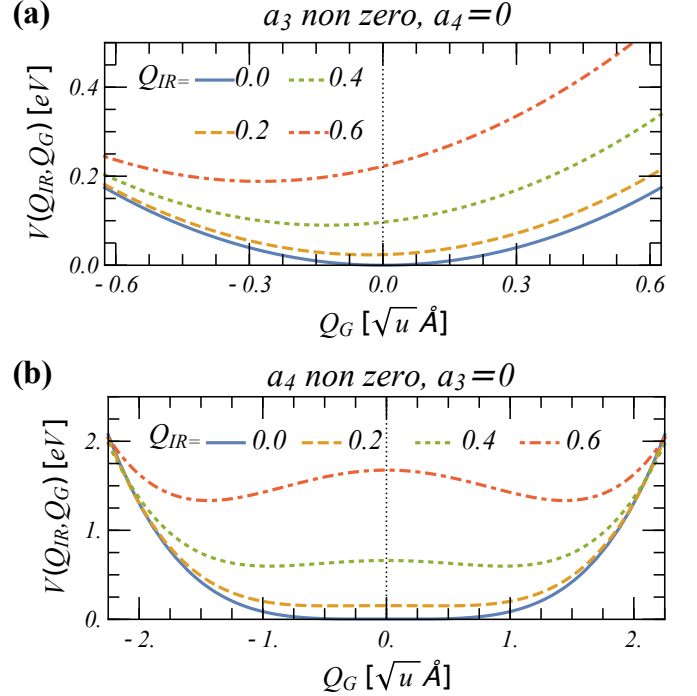 (a)
a3 non zero, a4=0
V(QIR,QG) [eV]
0.4
0.2
0.0
QIR= 0.0 0.4
0.2 0.6
- 0.6 - 0.3 0.0 0.3 0.6
QG [√u Å]
(b)
a4 non zero, a3=0
V(QIR,QG) [eV]
2.
1.
0.
QIR= 0.0 0.2 0.4 0.6
- 2. - 1. 0. 1. 2.
QG [√u Å]